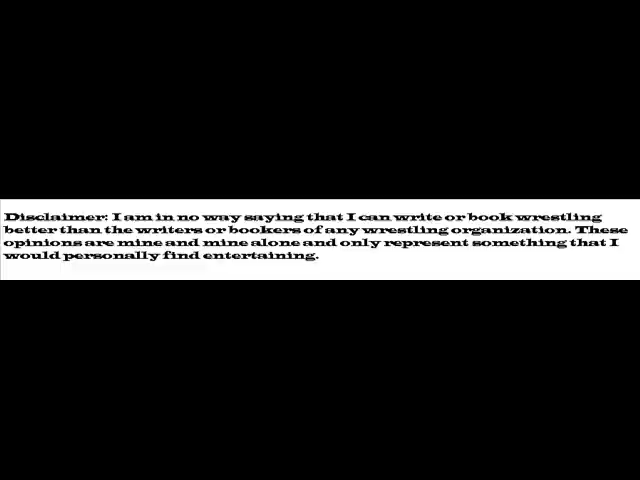 Disclaimer: I am in no way saying that I can write or book wrestling
better than the writers or bookers of any wrestling organization. These
opinions are mine and mine alone and only represent something that I
would personally find entertaining.